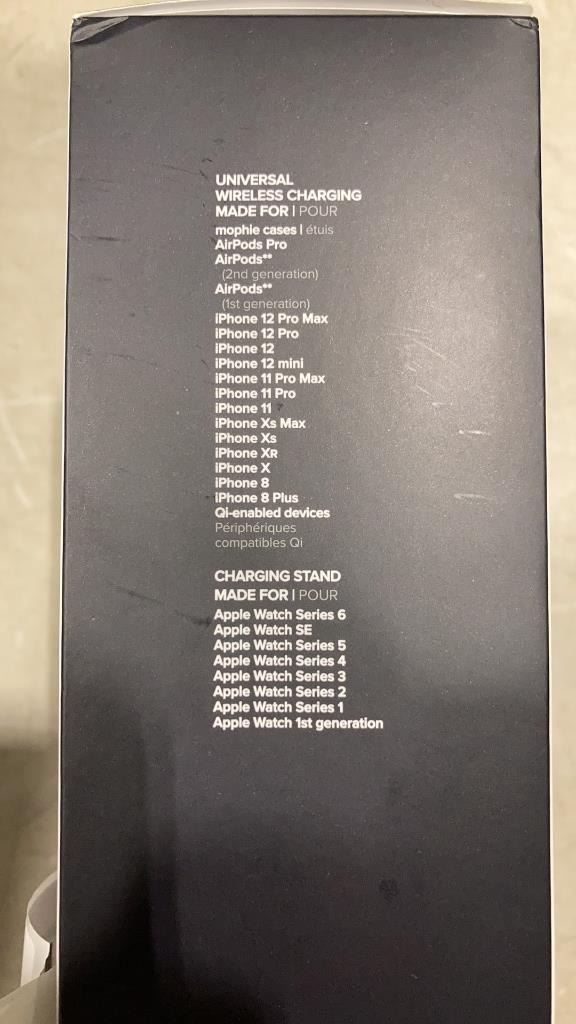 UNIVERSAL
WIRELESS CHARGING
MADE FOR | POUR
mophie cases | étuis
AirPods Pro
AirPods**
(2nd generation)
AirPods**
(1st generation)
iPhone 12 Pro Max
iPhone 12 Pro
iPhone 12
iPhone 12 mini
iPhone 11 Pro Max
iPhone 11 Pro
iPhone 11
iPhone Xs Max
iPhone Xs
iPhone XR
iPhone X
iPhone 8
iPhone 8 Plus
Qi-enabled devices
Périphériques
compatibles Qi
CHARGING STAND
MADE FOR | POUR
Apple Watch Series 6
Apple Watch SE
Apple Watch Series 5
Apple Watch Series 4
Apple Watch Series 3
Apple Watch Series 2
Apple Watch Series 1
Apple Watch 1st generation